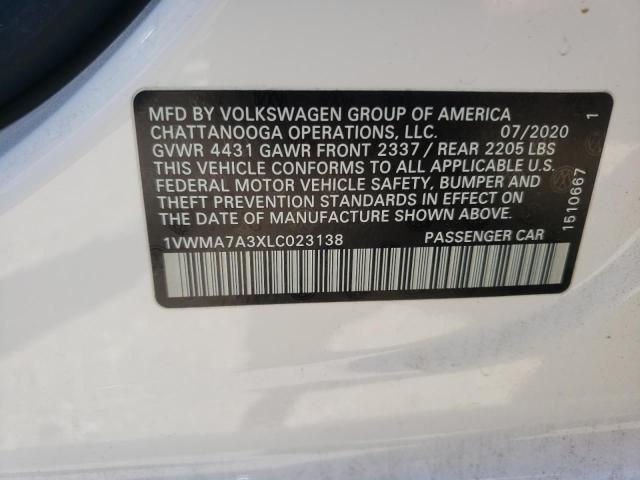 MFD BY VOLKSWAGEN GROUP OF AMERICA
CHATTANOOGA OPERATIONS, LLC. 07/2020
GVWR 4431 GAWR FRONT 2337 / REAR 2205 LBS
THIS VEHICLE CONFORMS TO ALL APPLICABLE U.S.
FEDERAL MOTOR VEHICLE SAFETY, BUMPER AND
THEFT PREVENTION STANDARDS IN EFFECT ON THE
DATE OF MANUFACTURE SHOWN ABOVE.
1VWMA7A3XLC023138 PASSENGER CAR
1510667 1